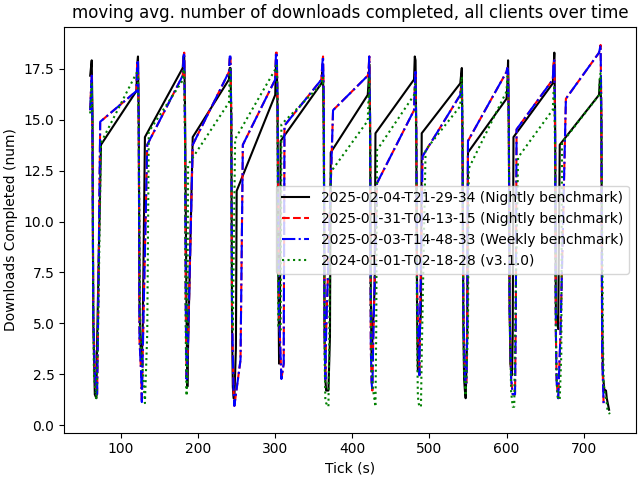 moving avg. number of downloads completed, all clients over time
Downloads Completed (num)
17.5
15.0
12.5
10.0
7.5
5.0
2.5
0.0
2025-02-04-T21-29-34 (Nightly benchmark)
2025-01-31-T04-13-15 (Nightly benchmark)
2025-02-03-T14-48-33 (Weekly benchmark)
2024-01-01-T02-18-28 (v3.1.0)
100 200 300 400 500 600 700
Tick (s)